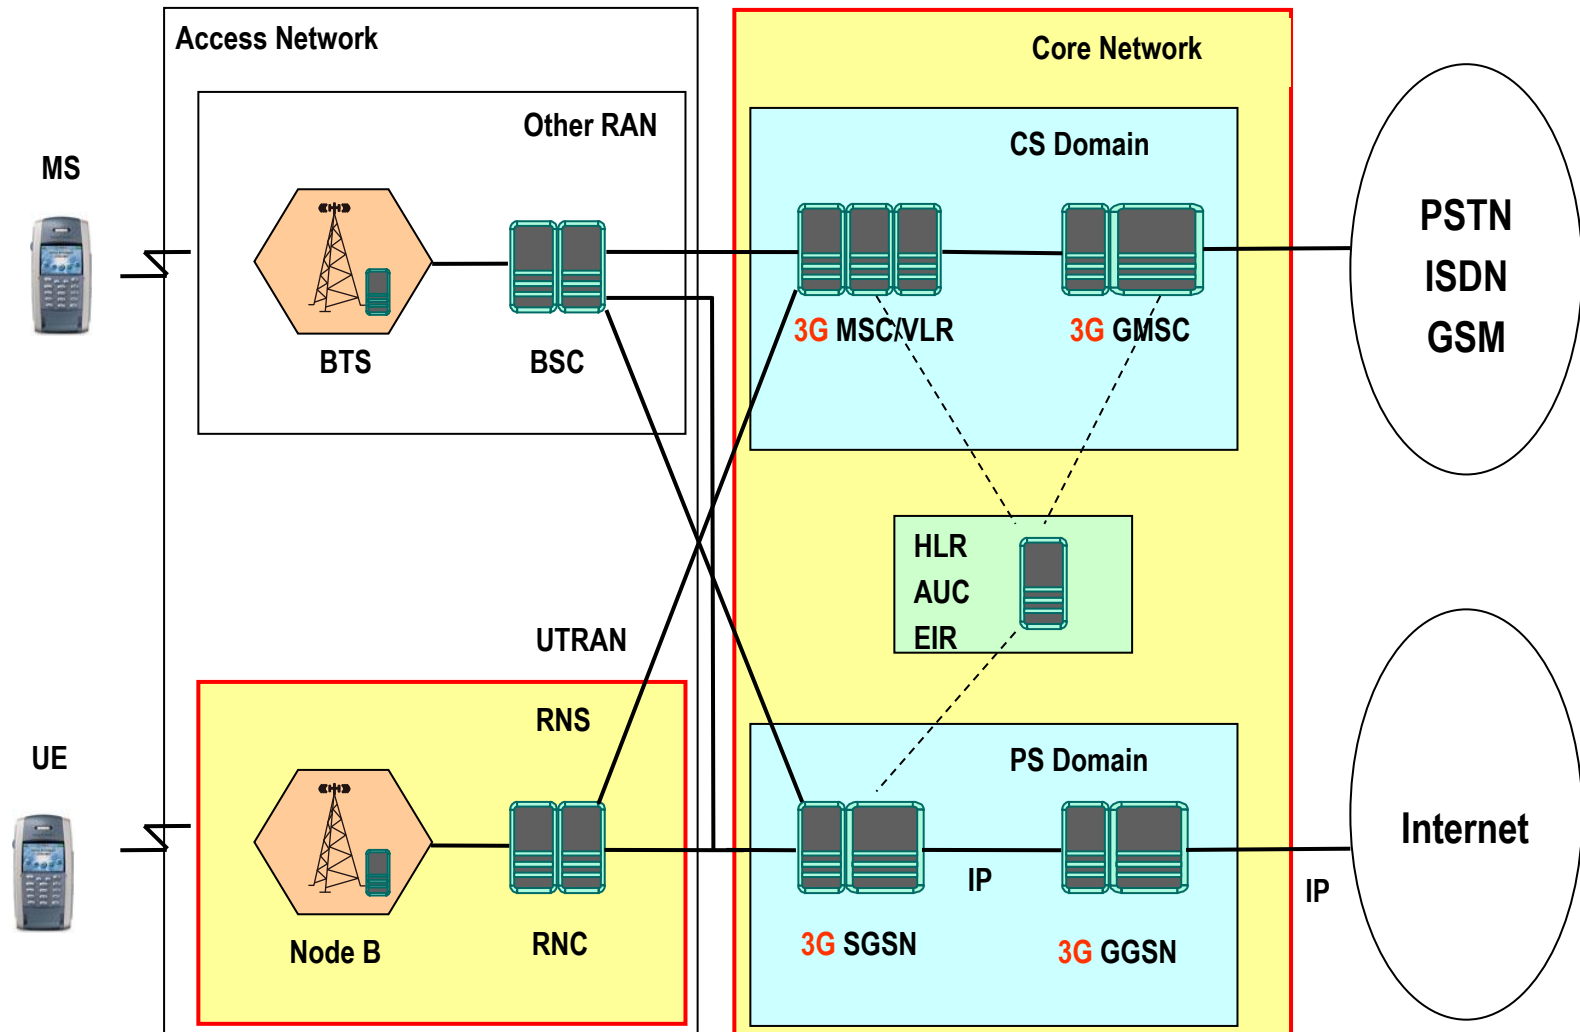 Access Network
Core Network
Other RAN
CS Domain
MS
PSTN
ISDN
GSM
3G MSC/VLR
3G GMSC
BTS
BSC
HLR
AUC
EIR
UTRAN
RNS
PS Domain
UE
Internet
IP
IP
Node B
RNC
3G SGSN
3G GGSN